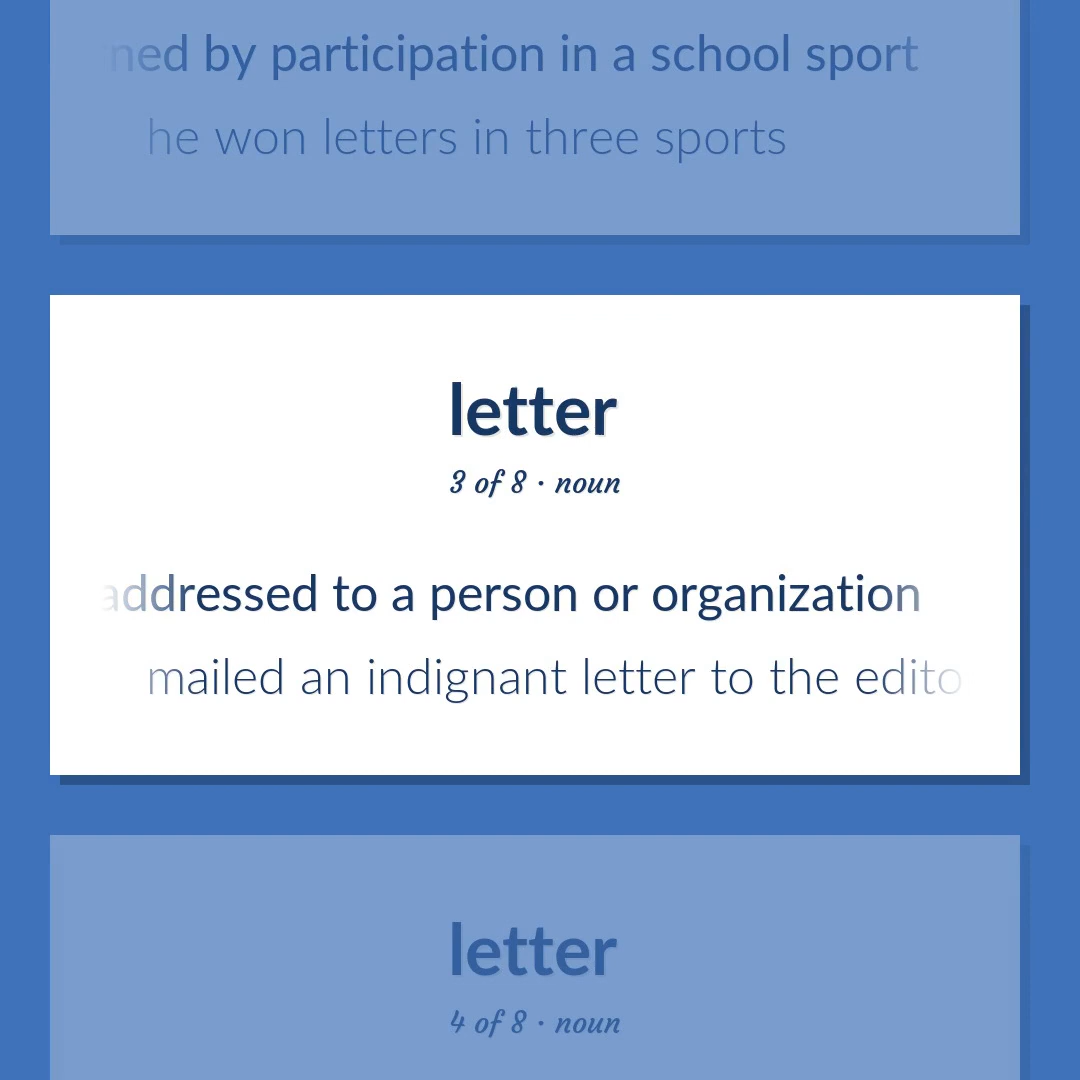 ned by participation in a school sport
he won letters in three sports
letter
3 of 8 · noun
addressed to a person or organization
mailed an indignant letter to the edito
letter
4 of 8 · noun